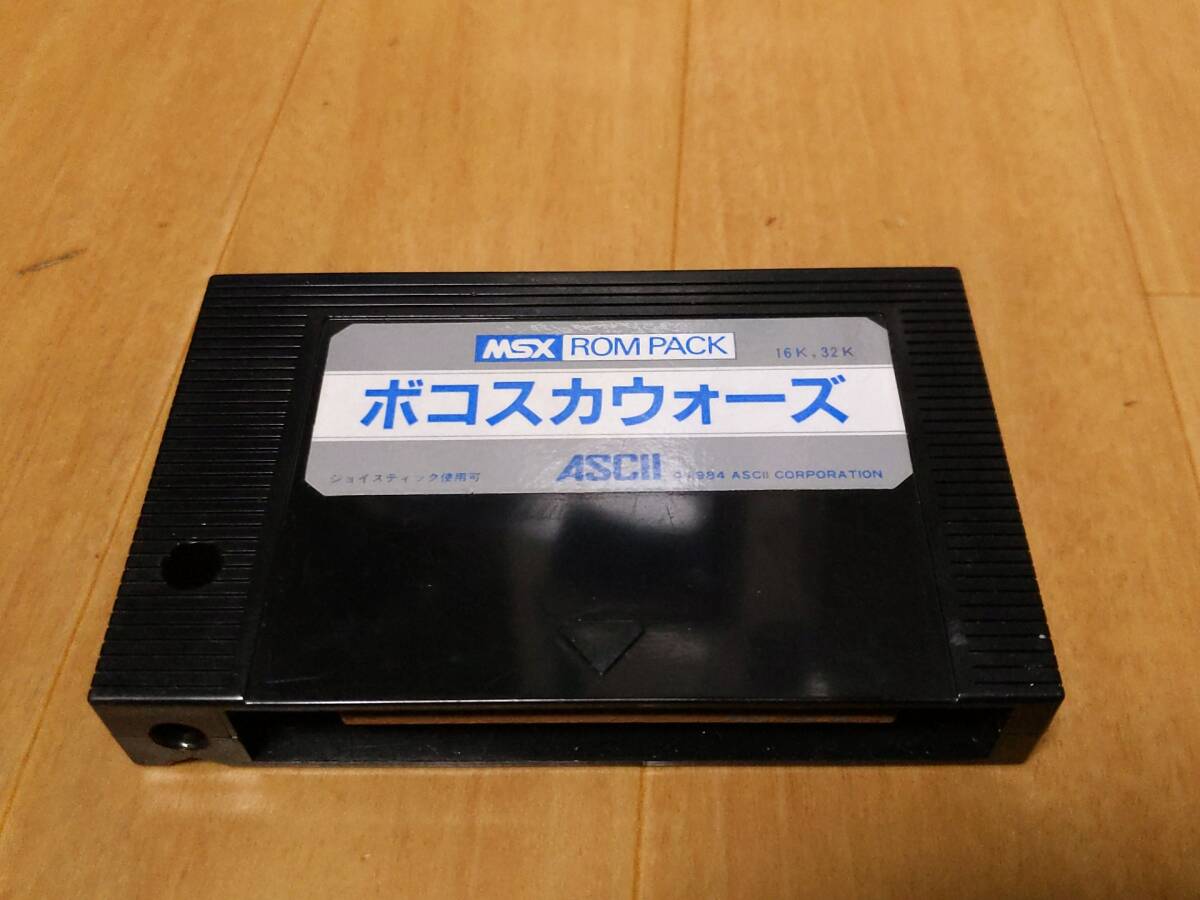 MSX ROM PACK 16K, 32K
ボコスカウォーズ
ジョイスティック使用可 ASCII © 1984 ASCII CORPORATION